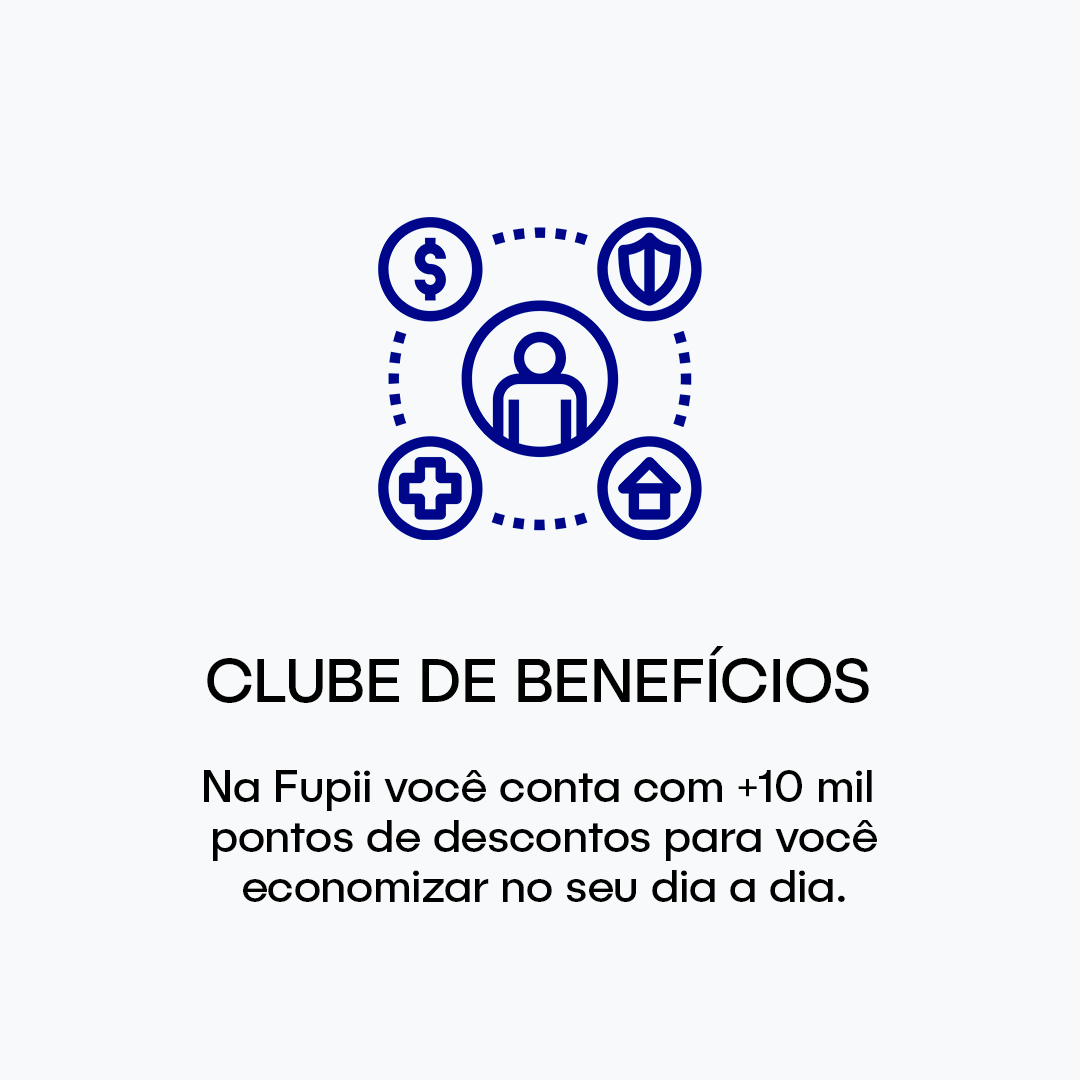 CLUBE DE BENEFÍCIOS
Na Fupii você conta com +10 mil
pontos de descontos para você
economizar no seu dia a dia.